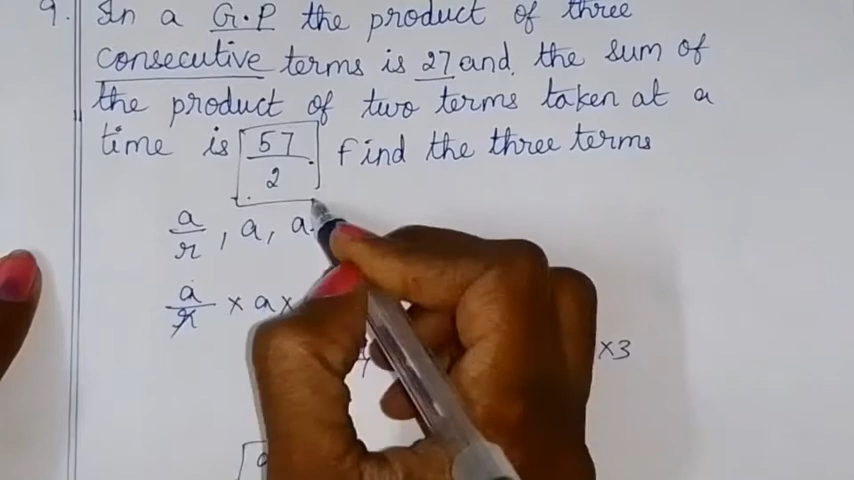 9. In a G.P the product of three
consecutive terms is 27 and the sum of
the product of two terms taken at a
time is 57/2. find the three terms
a/r, a, a
a/r × a ×
×3